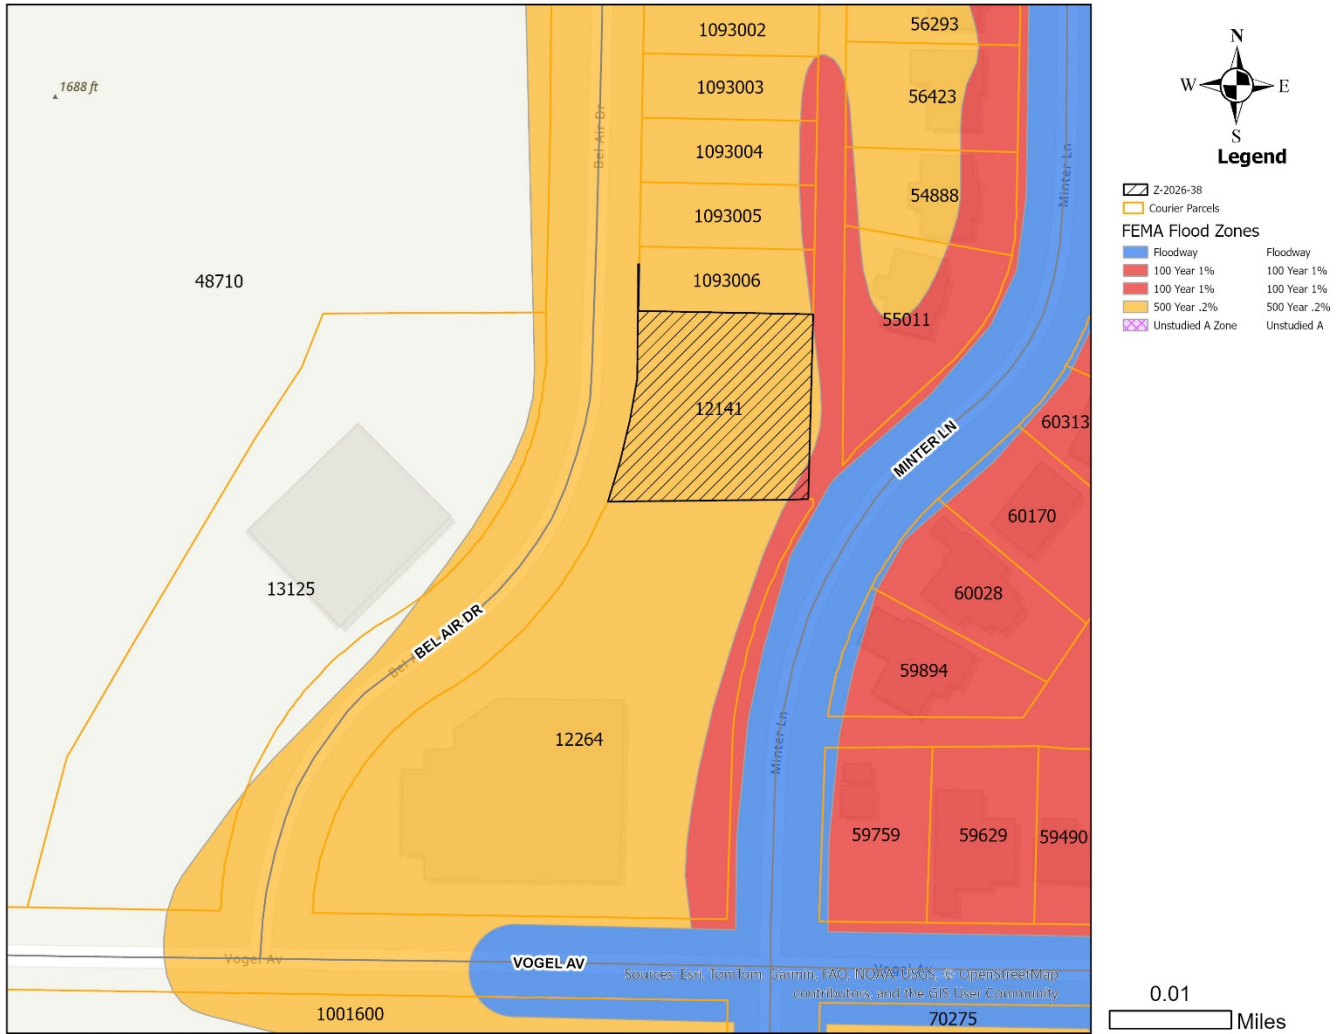 1093002
56293
N
1688 ft
1093003
56423
W
E
Bel Air Dr
S
1093004
Legend
Minter Ln
Z-2026-38
54888
Courier Parcels
1093005
FEMA Flood Zones
Floodway
Floodway
100 Year 1%
100 Year 1%
48710
1093006
100 Year 1%
100 Year 1%
500 Year .2%
500 Year .2%
55011
Unstudied A Zone
Unstudied A
12141
60313
MINTER LN
60170
13125
60028
BEL AIR DR
59894
12264
Minter Ln
59759
59629
59490
Vogel Av
VOGEL AV
Vogel Av
Sources: Esri, TomTom, Garmin, FAO, NOAA, USGS, © OpenStreetMap
contributors, and the GIS User Community
0.01
1001600
70275
Miles